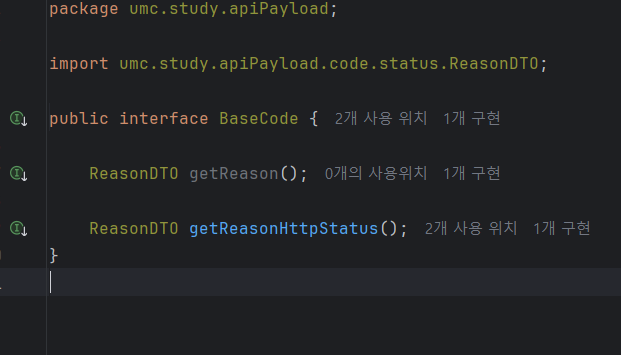 package umc.study.apiPayload;
import umc.study.apiPayload.code.status.ReasonDTO;
public interface BaseCode { 2개 사용 위치 1개 구현
ReasonDTO getReason(); 0개의 사용위치 1개 구현
ReasonDTO getReasonHttpStatus(); 2개 사용 위치 1개 구현
}